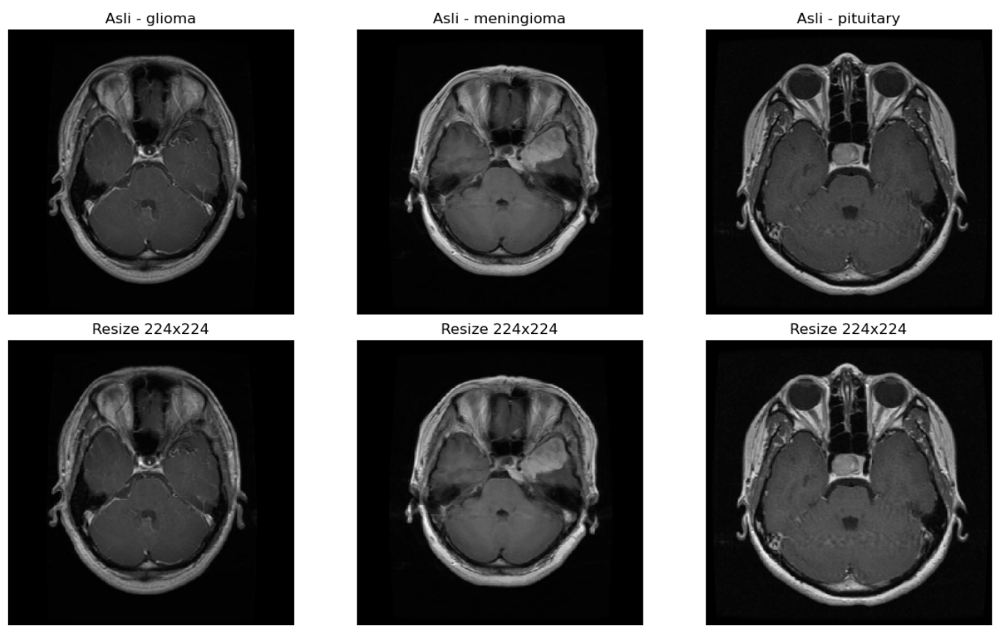 Asli - glioma
Asli - meningioma
Asli - pituitary
Resize 224x224
Resize 224x224
Resize 224x224